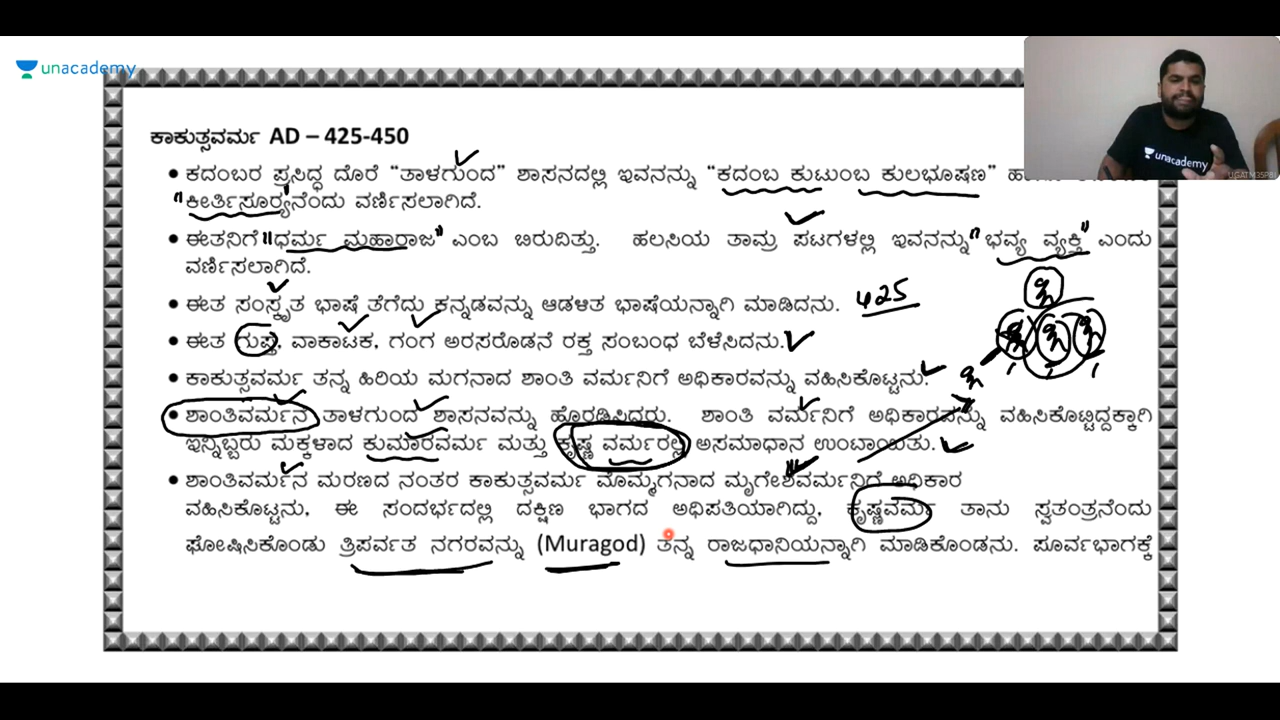 unacademy
ಕಾಕುತ್ಸವರ್ಮ AD – 425-450
• ಕದಂಬರ ಪ್ರಸಿದ್ಧ ದೊರೆ “ತಾಳಗುಂದ” ಶಾಸನದಲ್ಲಿ ಇವನನ್ನು “ಕದಂಬ ಕುಟುಂಬ ಕುಲಭೂಷಣ”
"ಕೀರ್ತಿಸೂರ್ಯ"ನೆಂದು ವರ್ಣಿಸಲಾಗಿದೆ.
• ಈತನಿಗೆ "ಧರ್ಮ ಮಹಾರಾಜ" ಎಂಬ ಬಿರುದಿತ್ತು. ಹಲಸಿಯ ತಾಮ್ರ ಪಟಗಳಲ್ಲಿ ಇವನನ್ನು "ಭವ್ಯ ವ್ಯಕ್ತಿ" ಎಂದು
ವರ್ಣಿಸಲಾಗಿದೆ.
• ಈತ ಸಂಸ್ಕೃತ ಭಾಷೆ ತೆಗೆದು ಕನ್ನಡವನ್ನು ಆಡಳಿತ ಭಾಷೆಯನ್ನಾಗಿ ಮಾಡಿದನು. 425
• ಈತ ಗುಪ್ತ, ವಾಕಾಟಕ, ಗಂಗ ಅರಸರೊಡನೆ ರಕ್ತ ಸಂಬಂಧ ಬೆಳೆಸಿದನು.
• ಕಾಕುತ್ಸವರ್ಮ ತನ್ನ ಹಿರಿಯ ಮಗನಾದ ಶಾಂತಿ ವರ್ಮನಿಗೆ ಅಧಿಕಾರವನ್ನು ವಹಿಸಿಕೊಟ್ಟನು.
• ಶಾಂತಿವರ್ಮನ ತಾಳಗುಂದ ಶಾಸನವನ್ನು ಹೊರಡಿಸಿದ್ದರು. ಶಾಂತಿ ವರ್ಮನಿಗೆ ಅಧಿಕಾರವನ್ನು ವಹಿಸಿಕೊಟ್ಟಿದ್ದಕ್ಕಾಗಿ
ಇನ್ನಿಬ್ಬರು ಮಕ್ಕಳಾದ ಕುಮಾರವರ್ಮ ಮತ್ತು ಕೃಷ್ಣ ವರ್ಮರಲ್ಲಿ ಅಸಮಾಧಾನ ಉಂಟಾಯಿತು.
• ಶಾಂತಿವರ್ಮನ ಮರಣದ ನಂತರ ಕಾಕುತ್ಸವರ್ಮ ಮೊಮ್ಮಗನಾದ ಮೃಗೇಶವರ್ಮನಿಗೆ ಅಧಿಕಾರ
ವಹಿಸಿಕೊಟ್ಟನು, ಈ ಸಂದರ್ಭದಲ್ಲಿ ದಕ್ಷಿಣ ಭಾಗದ ಅಧಿಪತಿಯಾಗಿದ್ದು, ಕೃಷ್ಣವರ್ಮ ತಾನು ಸ್ವತಂತ್ರನೆಂದು
ಘೋಷಿಸಿಕೊಂಡು ತ್ರಿಪರ್ವತ ನಗರವನ್ನು (Muragod) ತನ್ನ ರಾಜಧಾನಿಯನ್ನಾಗಿ ಮಾಡಿಕೊಂಡನು. ಪೂರ್ವಭಾಗಕ್ಕೆ
unacademy